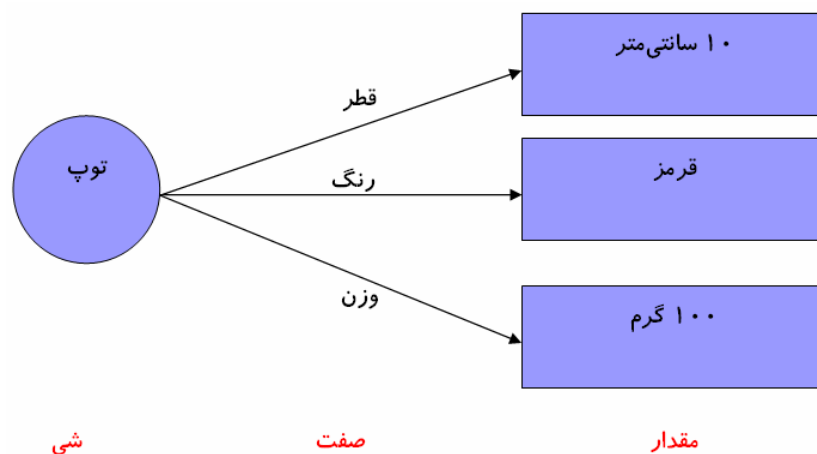 ۱۰ سانتی‌متر
قطر
توپ
رنگ
قرمز
وزن
۱۰۰ گرم
شی
صفت
مقدار